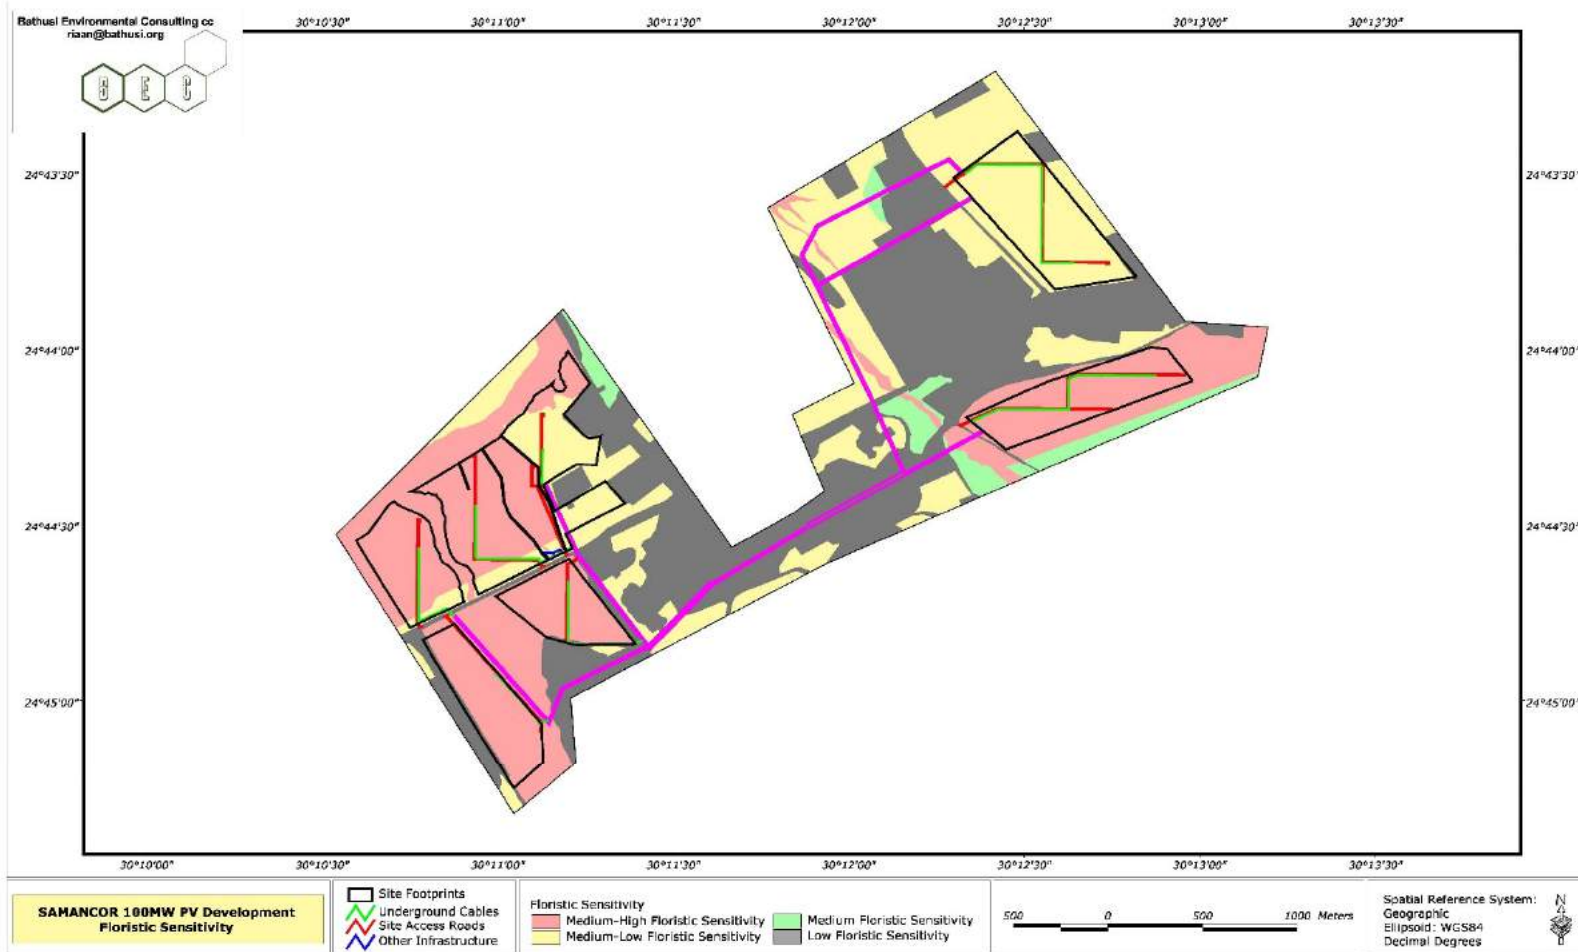 Bathusi Environmental Consulting cc
riaan@bathusi.org
B E C
30°10'30" 30°11'00" 30°11'30" 30°12'00" 30°12'30" 30°13'00" 30°13'30"
24°43'30" 24°43'30"
24°44'00" 24°44'00"
24°44'30" 24°44'30"
24°45'00" 24°45'00"
30°10'00" 30°10'30" 30°11'00" 30°11'30" 30°12'00" 30°12'30" 30°13'00" 30°13'30"
SAMANCOR 100MW PV Development
Floristic Sensitivity
Site Footprints
Underground Cables
Site Access Roads
Other Infrastructure
Floristic Sensitivity
Medium-High Floristic Sensitivity
Medium-Low Floristic Sensitivity
Medium Floristic Sensitivity
Low Floristic Sensitivity
500 0 500 1000 Meters
Spatial Reference System:
Geographic
Ellipsoid: WGS84
Decimal Degrees
N